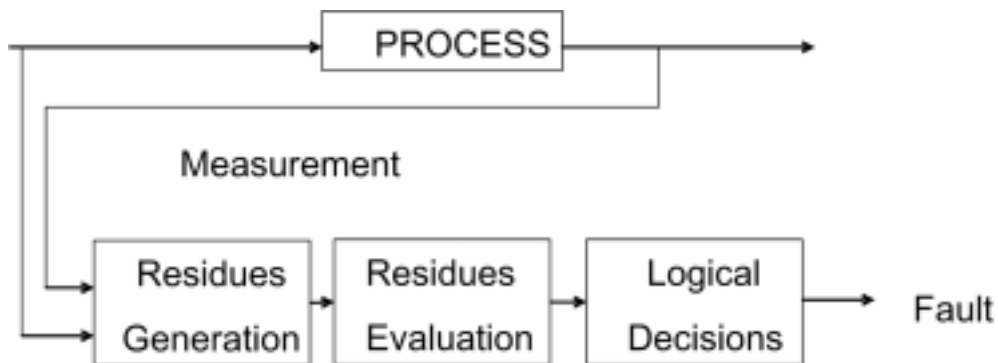 PROCESS
Measurement
Residues
Generation
Residues
Evaluation
Logical
Decisions
Fault